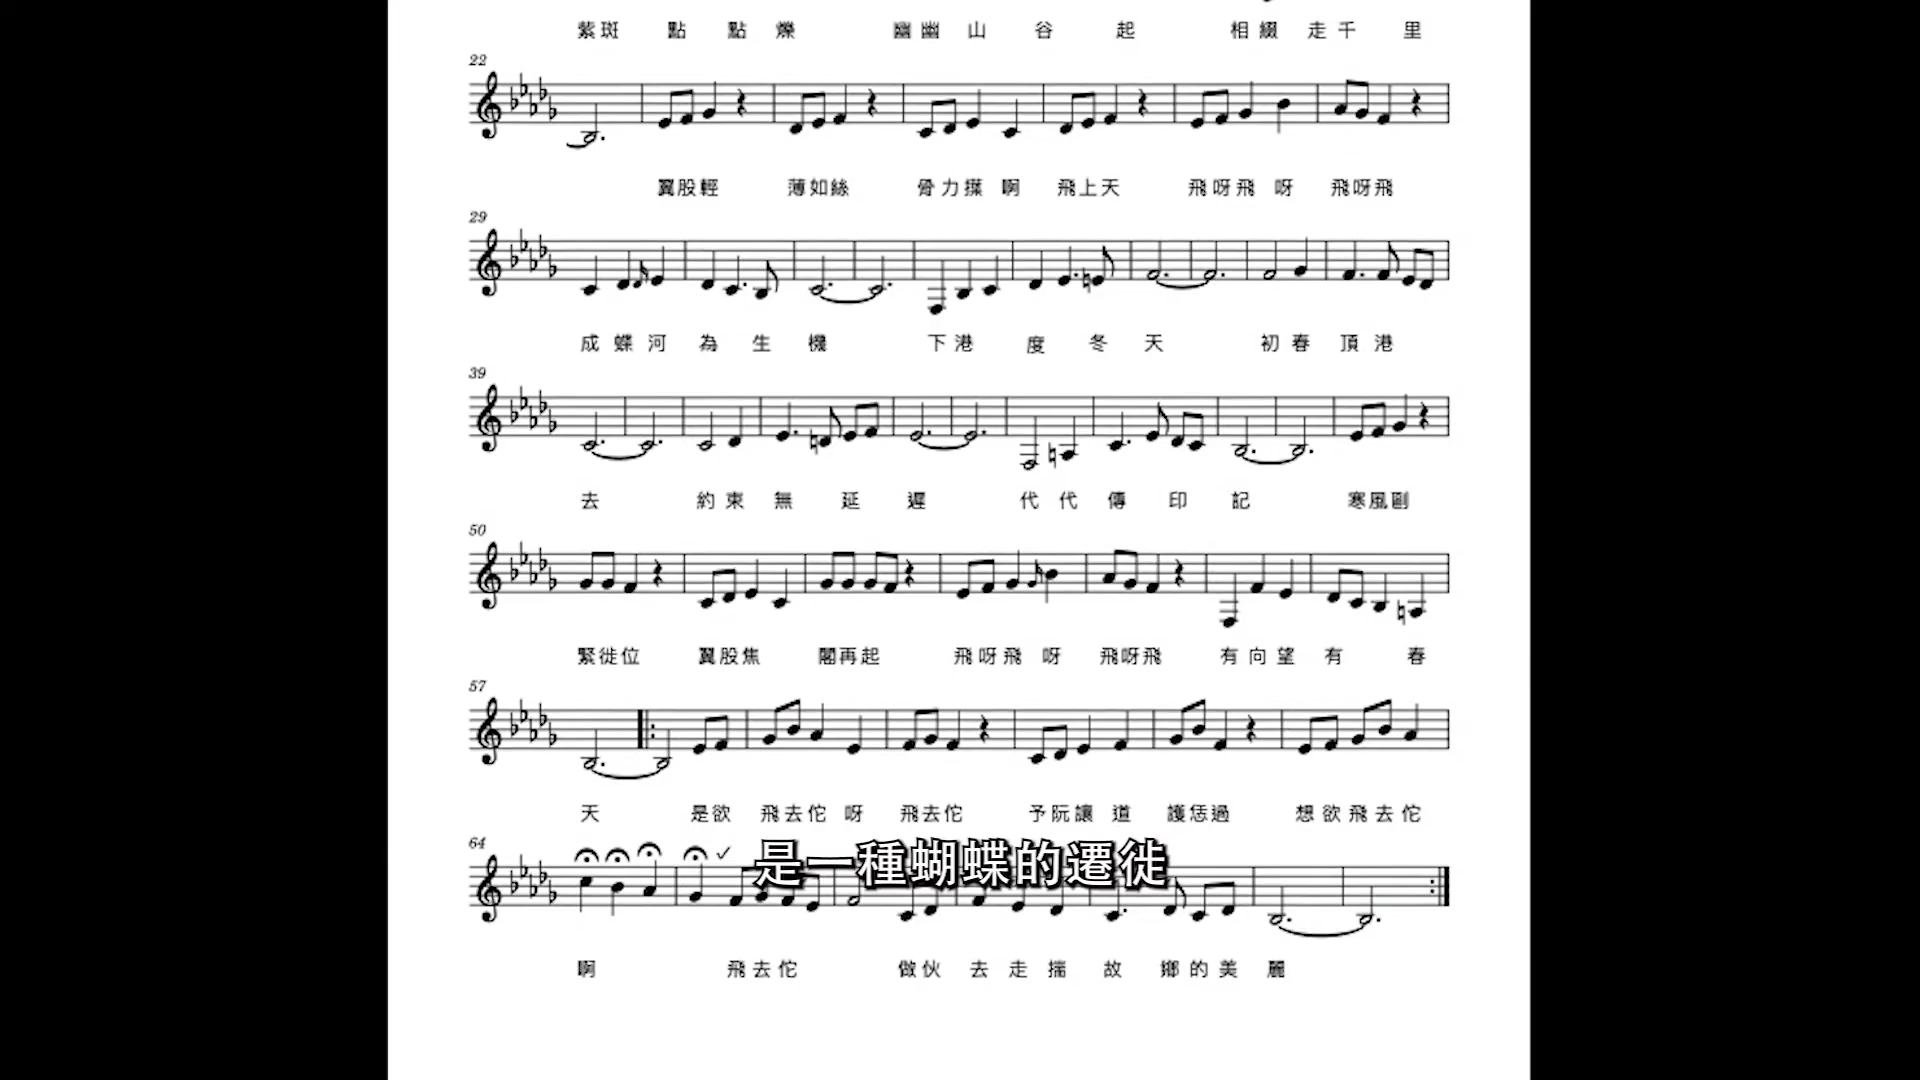 紫斑 點 點 爍 幽幽 山 谷 起 相綴 走千 里
22
翼股輕 薄如絲 骨力㨻 啊 飛上天 飛呀飛 呀 飛呀飛
29
成 蝶 河 為 生 機 下港 度 冬 天 初春 頂港
39
去 約束 無 延 遲 代代 傳 印 記 寒風副
50
緊徙位 翼股焦 閣再起 飛呀飛 呀 飛呀飛 有向望 有 春
57
天 是欲 飛去佗 呀 飛去佗 予阮讓 道 護恁過 想欲飛去佗
64
是一種蝴蝶的遷徙
啊 飛去佗 做伙 去 走 揣 故 鄉的美 麗